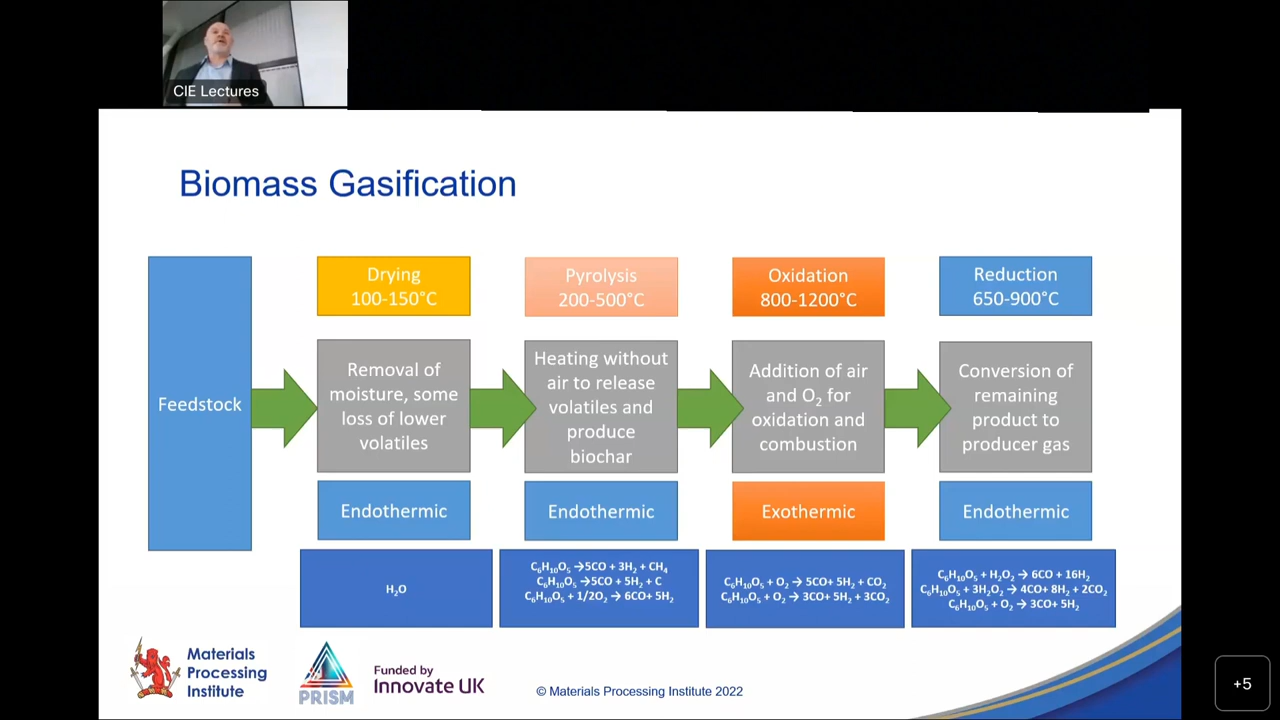 CIE Lectures
Biomass Gasification
Feedstock
Drying
100-150°C
Removal of
moisture, some
loss of lower
volatiles
Endothermic
H₂O
Pyrolysis
200-500°C
Heating without
air to release
volatiles and
produce
biochar
Endothermic
C₆H₁₀O₅ →5CO + 3H₂ + CH₄
C₆H₁₀O₅ →5CO + 5H₂ + C
C₆H₁₀O₅ + 1/2O₂ → 6CO+ 5H₂
Oxidation
800-1200°C
Addition of air
and O₂ for
oxidation and
combustion
Exothermic
C₆H₁₀O₅ + O₂ → 5CO+ 5H₂ + CO₂
C₆H₁₀O₅ + O₂ → 3CO+ 5H₂ + 3CO₂
Reduction
650-900°C
Conversion of
remaining
product to
producer gas
Endothermic
C₆H₁₀O₅ + H₂O₂ → 6CO + 16H₂
C₆H₁₀O₅ + 3H₂O₂ → 4CO+ 8H₂ + 2CO₂
C₆H₁₀O₅ + O₂ → 3CO+ 5H₂
Materials
Processing
Institute
PRISM
Funded by
Innovate UK
© Materials Processing Institute 2022
+5